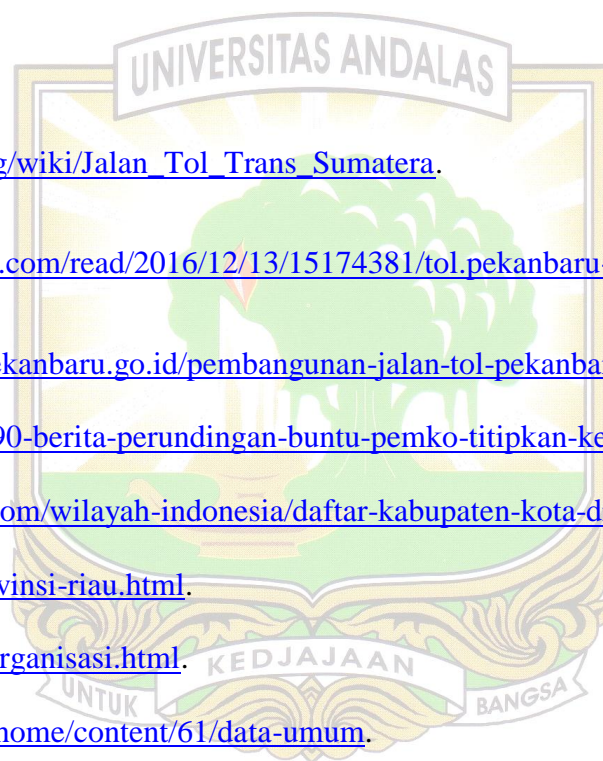 UNIVERSITAS ANDALAS
g/wiki/Jalan_Tol_Trans_Sumatera.
.com/read/2016/12/13/15174381/tol.pekanbaru-
ekanbaru.go.id/pembangunan-jalan-tol-pekanba
90-berita-perundingan-buntu-pemko-titipkan-ke
om/wilayah-indonesia/daftar-kabupaten-kota-d
vinsi-riau.html.
rganisasi.html.
KEDJAJAAN
UNTUK BANGSA
home/content/61/data-umum.